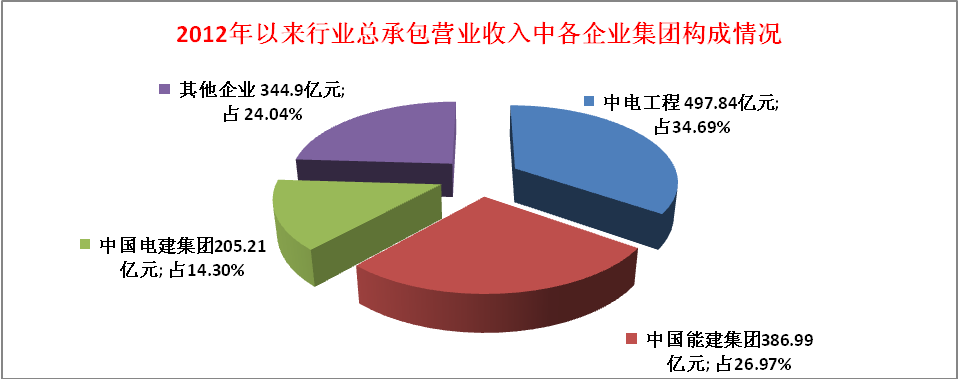 2012年以来行业总承包营业收入中各企业集团构成情况
其他企业 344.9亿元;
占 24.04%
中电工程 497.84亿元;
占34.69%
中国电建集团205.21
亿元; 占14.30%
中国能建集团386.99
亿元; 占26.97%